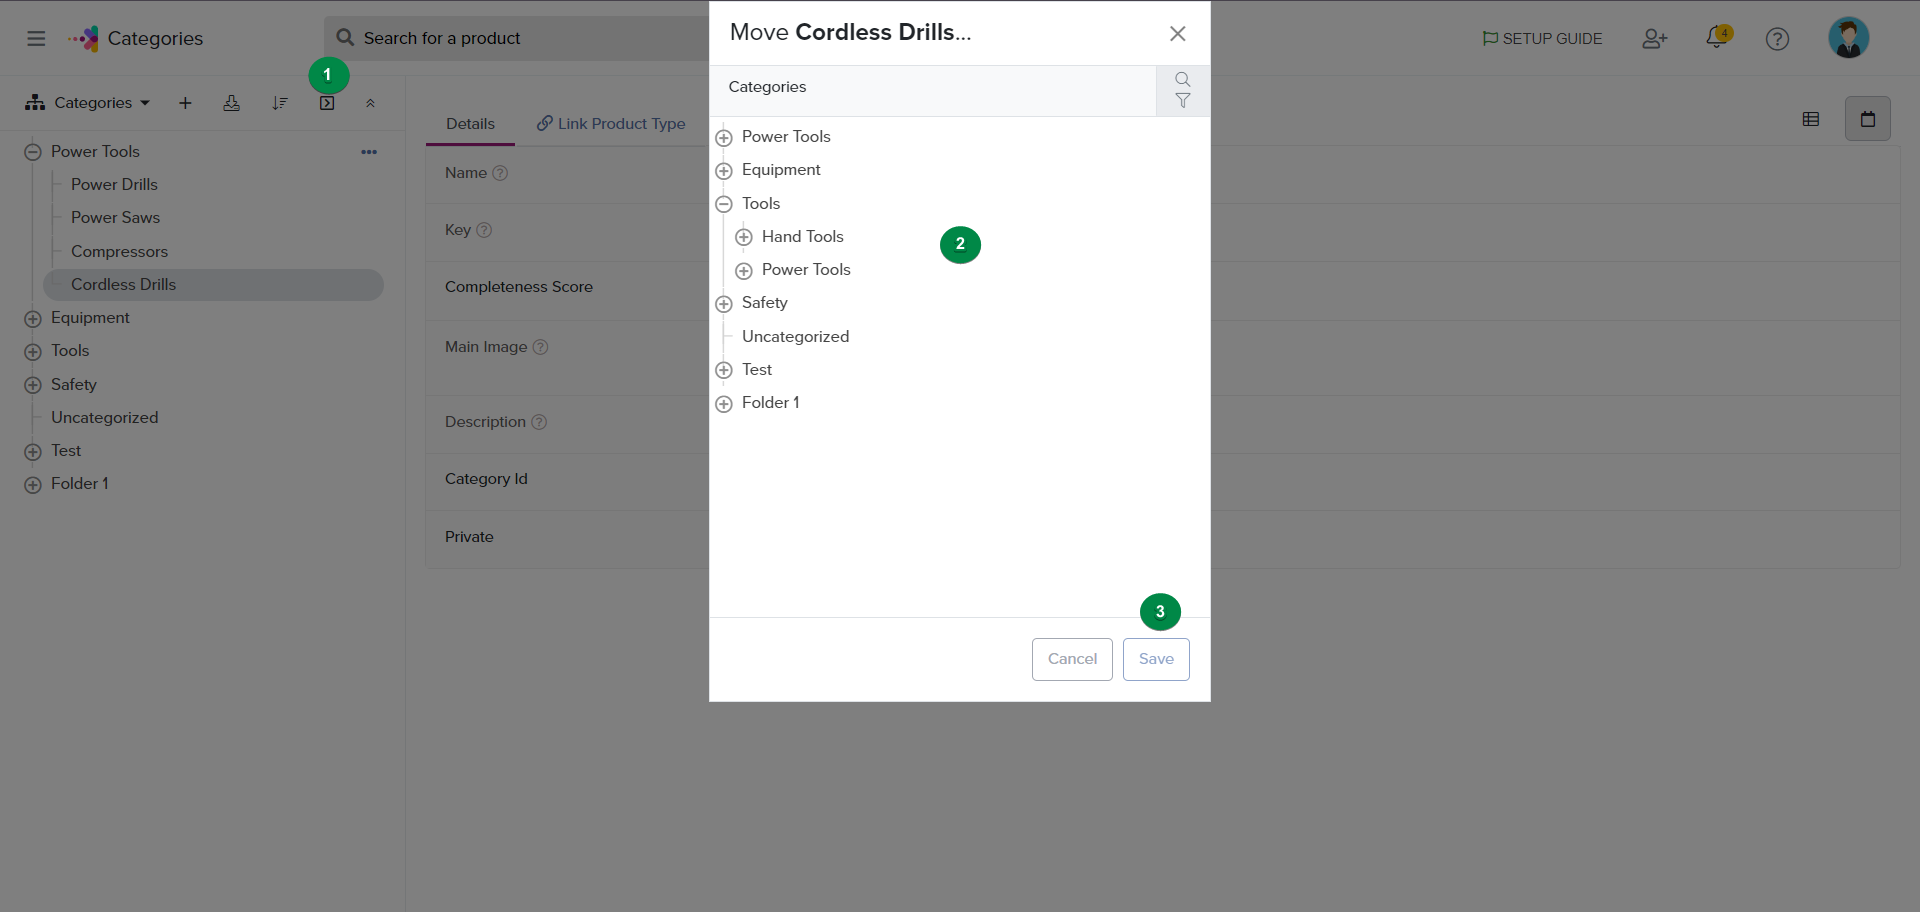 Categories
Search for a product
SETUP GUIDE
4
1
Categories
Power Tools
Power Drills
Power Saws
Compressors
Cordless Drills
Equipment
Tools
Safety
Uncategorized
Test
Folder 1
Details
Link Product Type
Name
Key
Completeness Score
Main Image
Description
Category Id
Private
Move Cordless Drills...
Categories
Power Tools
Equipment
Tools
Hand Tools
2
Power Tools
Safety
Uncategorized
Test
Folder 1
3
Cancel
Save